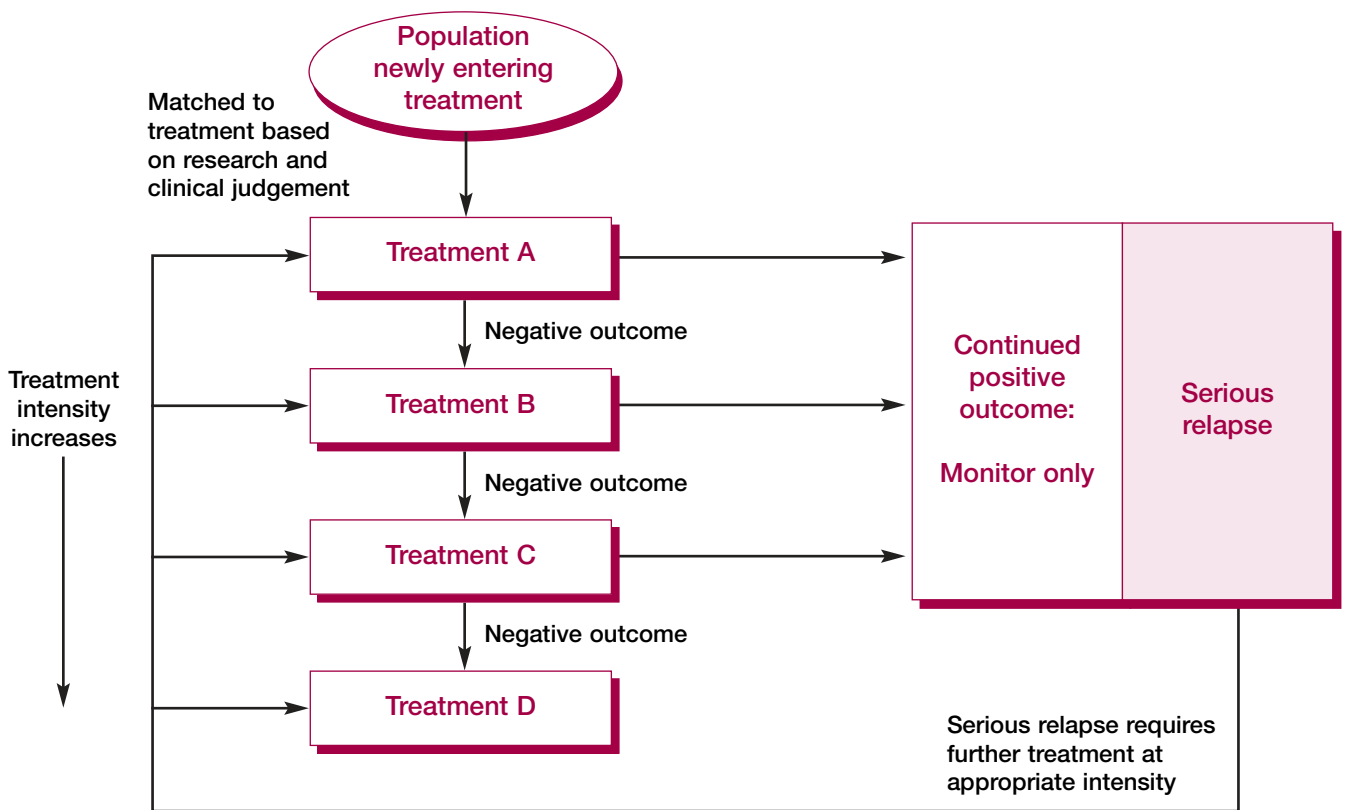 Population
newly entering
treatment
Matched to
treatment based
on research and
clinical judgement
Treatment A
Negative outcome
Treatment B
Negative outcome
Treatment C
Negative outcome
Treatment D
Treatment
intensity
increases
Continued
positive
outcome:
Monitor only
Serious
relapse
Serious relapse requires
further treatment at
appropriate intensity